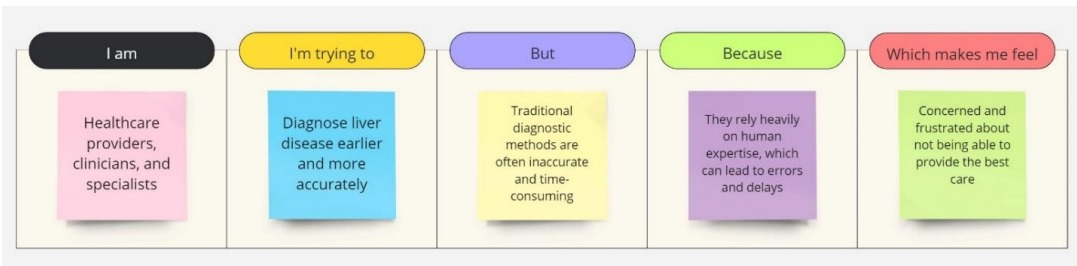 I am
I'm trying to
But
Because
Which makes me feel
Healthcare
providers,
clinicians, and
specialists
Diagnose liver
disease earlier
and more
accurately
Traditional
diagnostic
methods are
often inaccurate
and time-
consuming
They rely heavily
on human
expertise, which
can lead to errors
and delays
Concerned and
frustrated about
not being able to
provide the best
care